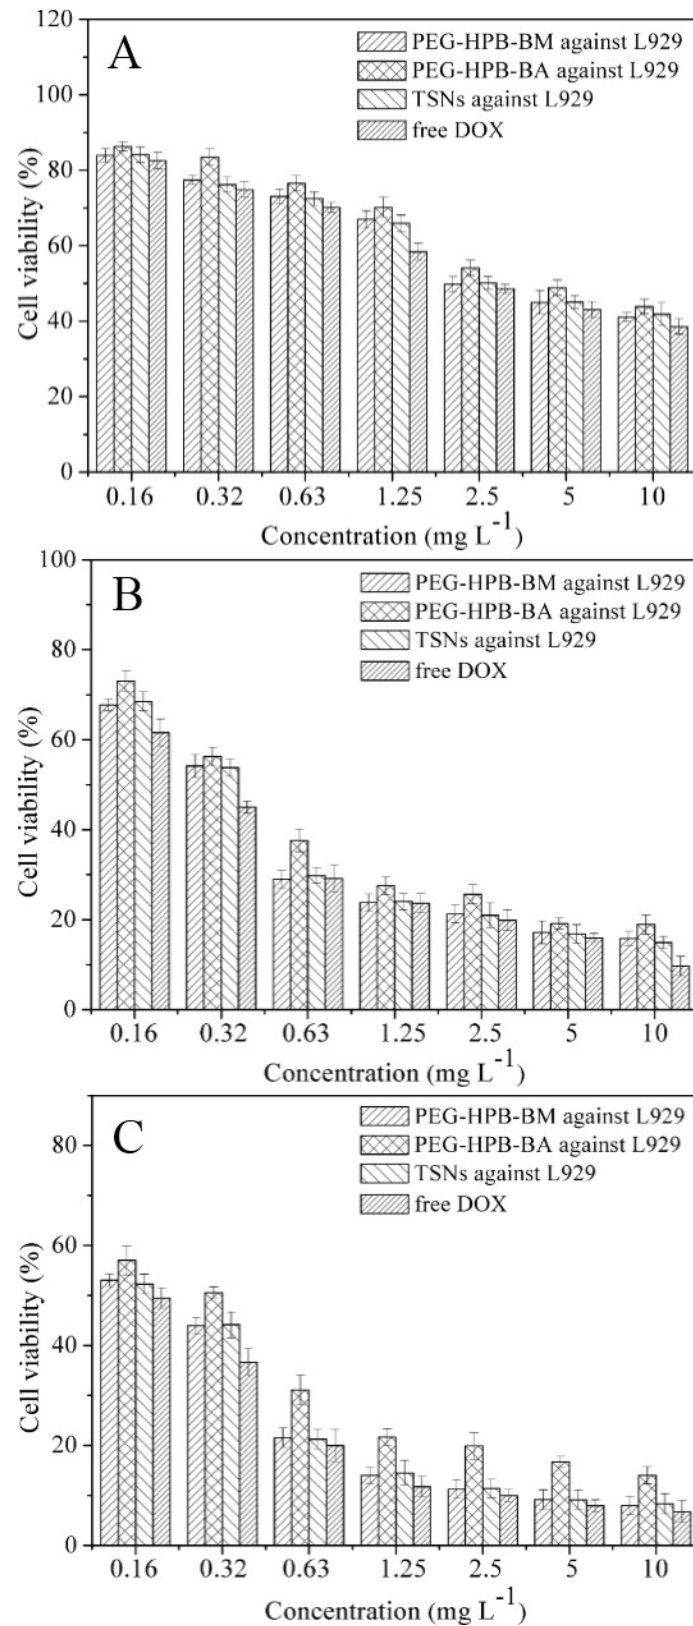 A
PEG-HPB-BM against L929
PEG-HPB-BA against L929
TSNs against L929
free DOX
Cell viability (%)
120
100
80
60
40
20
0
0.16 0.32 0.63 1.25 2.5 5 10
Concentration (mg L⁻¹)
B
PEG-HPB-BM against L929
PEG-HPB-BA against L929
TSNs against L929
free DOX
Cell viability (%)
100
80
60
40
20
0
0.16 0.32 0.63 1.25 2.5 5 10
Concentration (mg L⁻¹)
C
PEG-HPB-BM against L929
PEG-HPB-BA against L929
TSNs against L929
free DOX
Cell viability (%)
80
60
40
20
0
0.16 0.32 0.63 1.25 2.5 5 10
Concentration (mg L⁻¹)